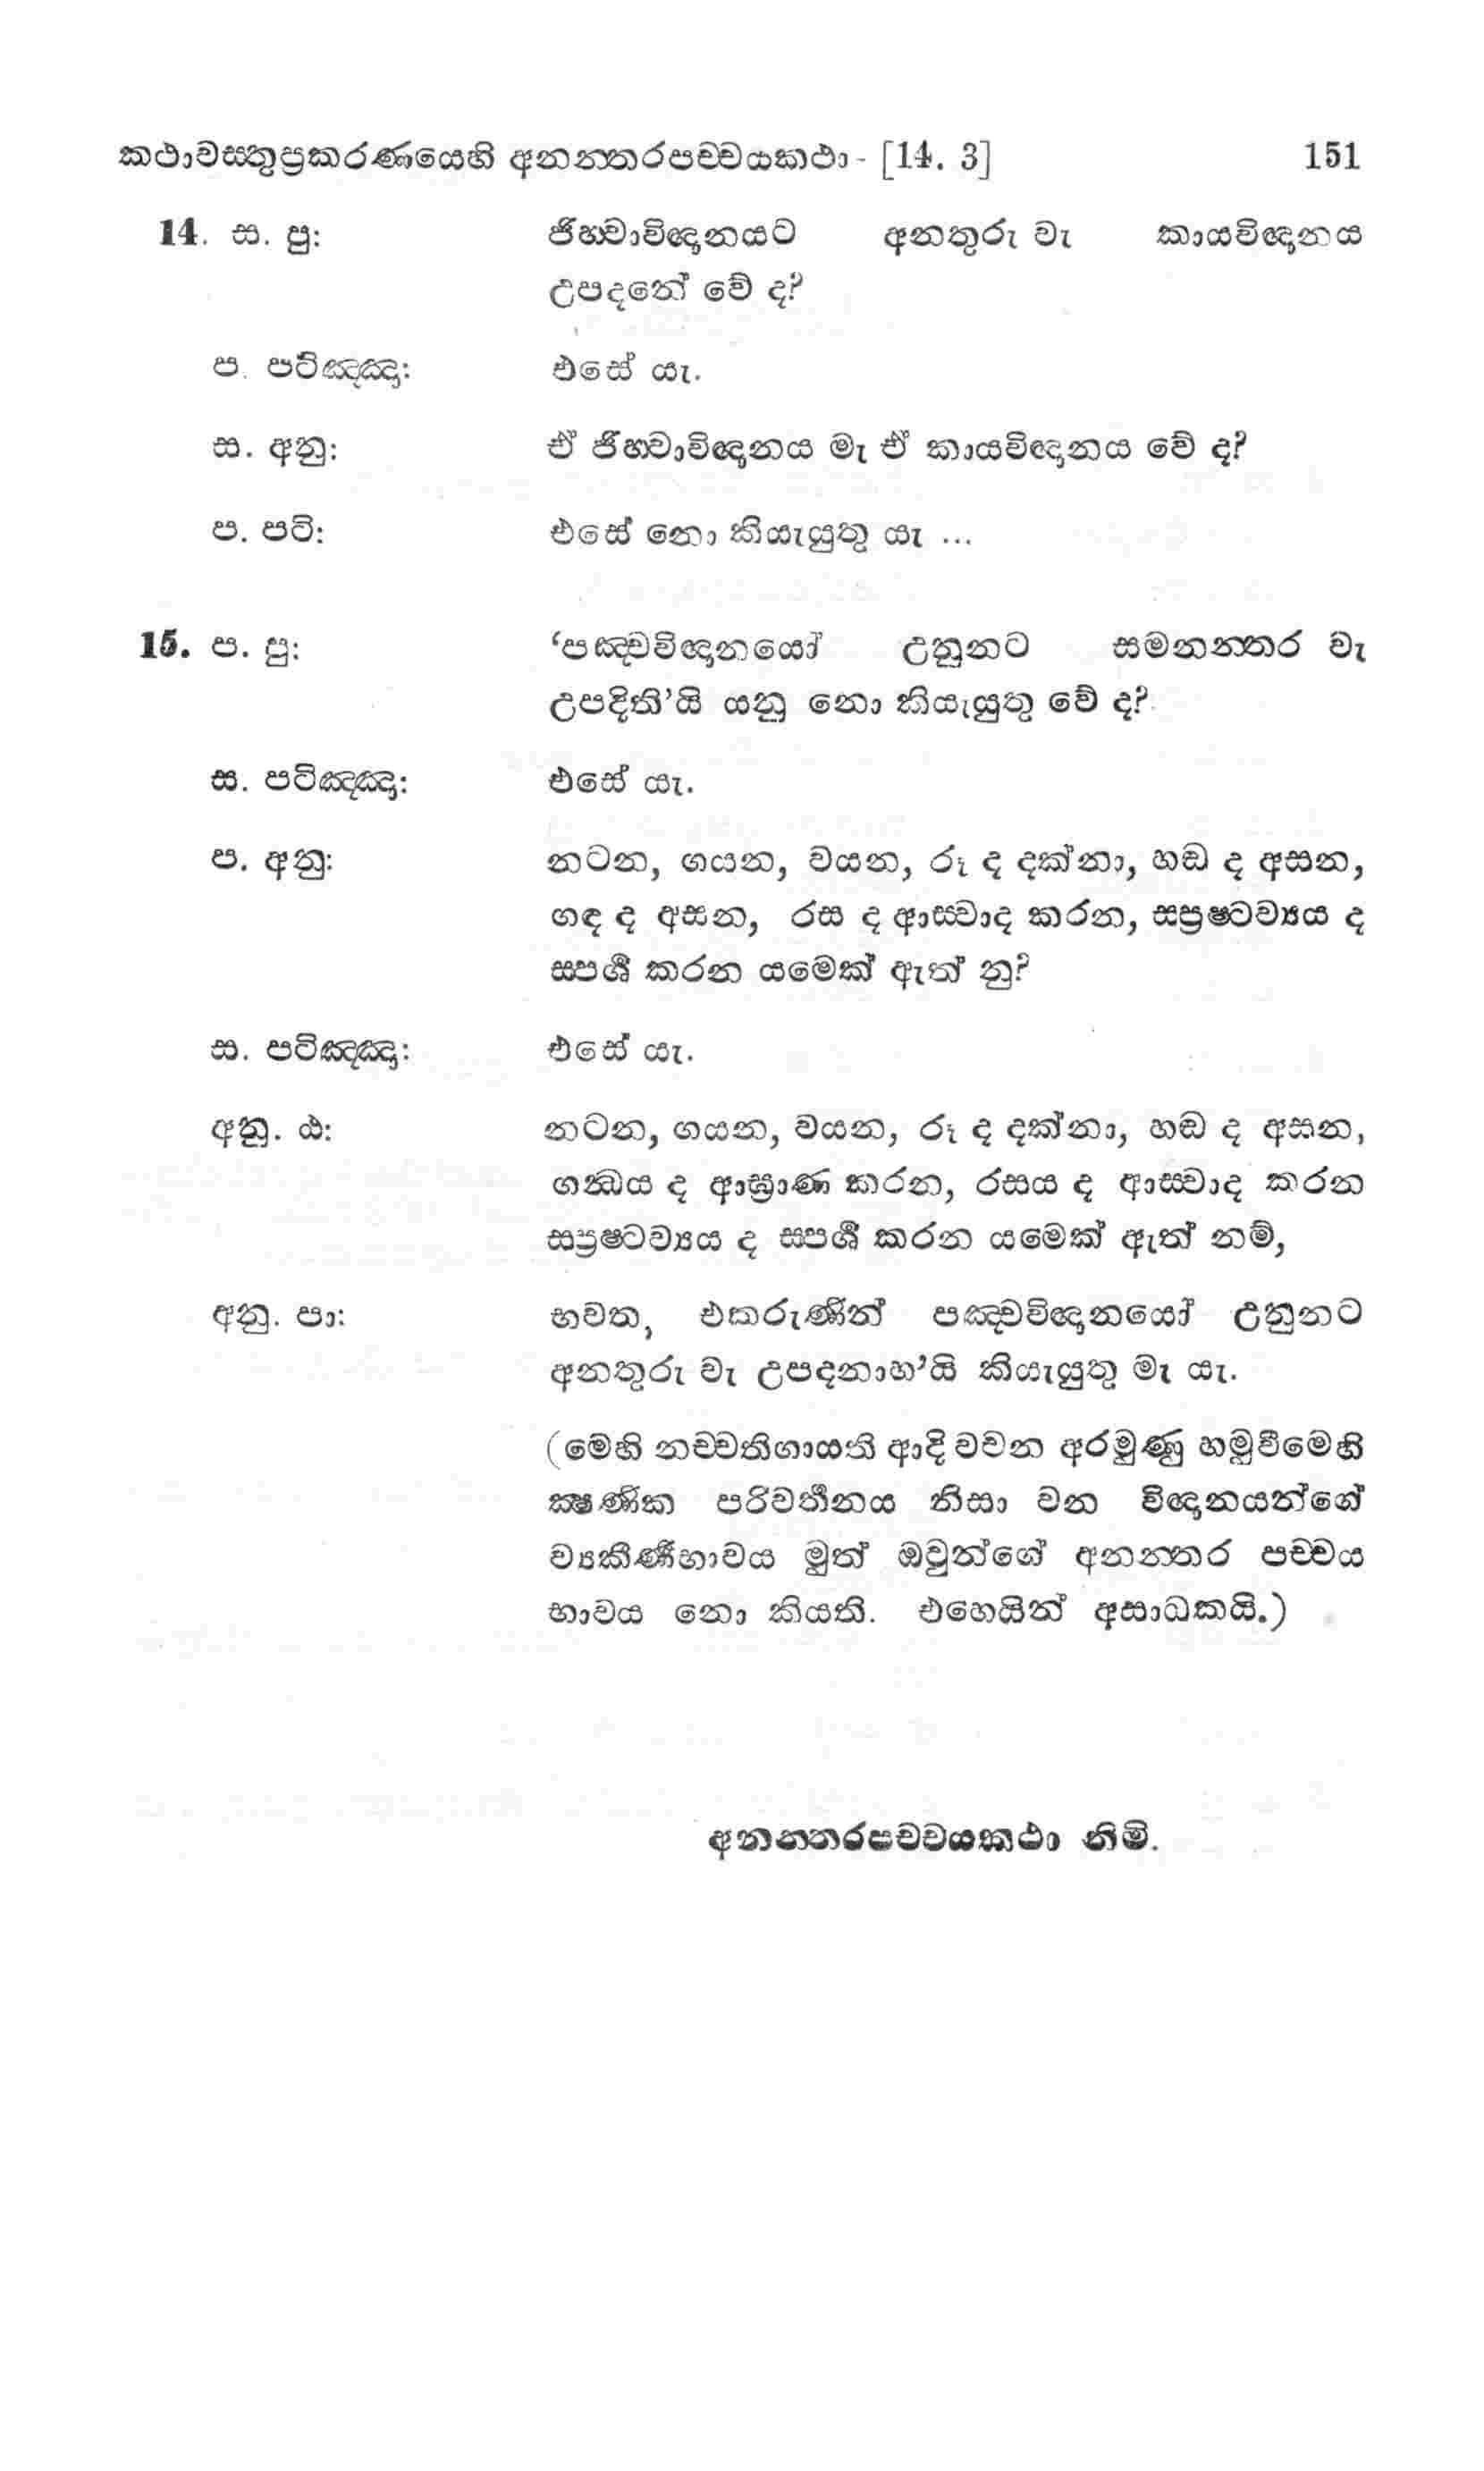 කථාවස්තුප්‍රකරණයෙහි අනන්තරපච්චයකථා - [14. 3] 151
14. ස. පු: ජිහ්වාවිඥානයට අනතුරු වැ කායවිඥානය
උපදනේ වේ ද?
ප. පටිඤ්ඤා: එසේ යැ.
ස. අනු: ඒ ජිහ්වාවිඥානය මැ ඒ කායවිඥානය වේ ද?
ප. පටි: එසේ නො කියැයුතු යැ ...
15. ප. පු: ‘පඤ්චවිඥානයෝ උනුනට සමනන්තර වැ
උපදිති’යි යනු නො කියැයුතු වේ ද?
ස. පටිඤ්ඤා: එසේ යැ.
ප. අනු: නටන, ගයන, වයන, රූ ද දක්නා, හඬ ද අසන,
ගඳ ද අසන, රස ද ආස්වාද කරන, ස්ප්‍රෂ්ටව්‍යය ද
ස්පර්‍ශ කරන යමෙක් ඇත් නු?
ස. පටිඤ්ඤා: එසේ යැ.
අනු. ඨ: නටන, ගයන, වයන, රූ ද දක්නා, හඬ ද අසන,
ගන්ධය ද ආඝ්‍රාණ කරන, රසය ද ආස්වාද කරන
ස්ප්‍රෂ්ටව්‍යය ද ස්පර්‍ශ කරන යමෙක් ඇත් නම්,
අනු. පා: භවත, එකරුණින් පඤ්චවිඥානයෝ උනුනට
අනතුරු වැ උපදනාහ’යි කියැයුතු මැ යැ.
(මෙහි නච්චතිගායති ආදි වචන අරමුණු හමුවීමෙහි
ක්‍ෂණික පරිවර්‍තනය නිසා වන විඥානයන්ගේ
ව්‍යකීර්‍ණභාවය මුත් ඔවුන්ගේ අනන්තර පච්චය
භාවය නො කියති. එහෙයින් අසාධකයි.)
අනන්තරපච්චයකථා නිමි.